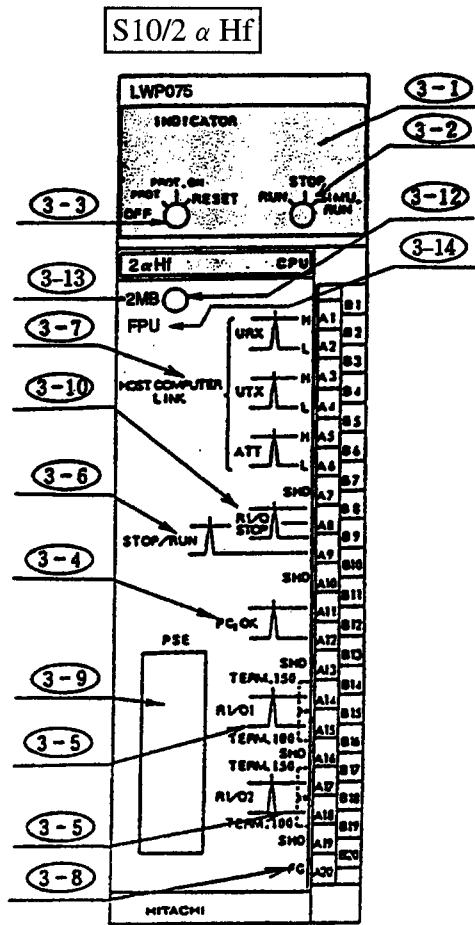 S10/2 α Hf
LWP075
3-1
INDICATOR
3-2
PROT. ON
PROT
OFF
RESET
STOP
RUN
SIMU. RUN
3-12
3-3
3-14
2αHf
CPU
3-13
2MB
FPU
3-7
HOST COMPUTER LINK
URX
H
L
UTX
H
L
ATT
H
L
3-10
SHD
RI/O STOP
3-6
STOP/RUN
SHD
3-4
PC OK
PSE
SHD
3-9
TERM.150
RI/O1
TERM.100
3-5
SHD
TERM.150
RI/O2
TERM.100
3-5
SHD
FG
3-8
HITACHI
A1
A2
A3
A4
A5
A6
A7
A8
A9
A10
A11
A12
A13
A14
A15
A16
A17
A18
A19
A20
B1
B2
B3
B4
B5
B6
B7
B8
B9
B10
B11
B12
B13
B14
B15
B16
B17
B18
B19
B20